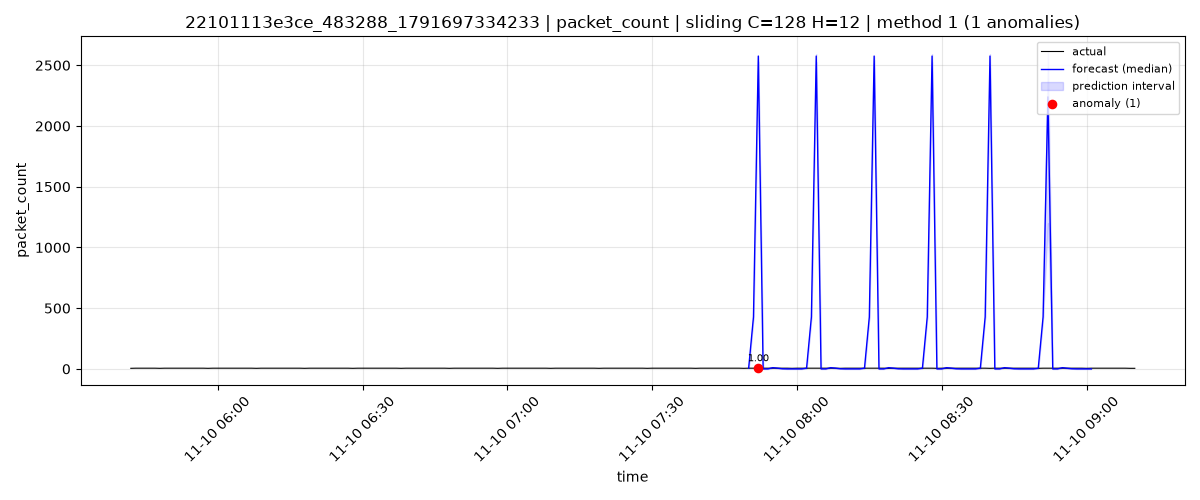 22101113e3ce_483288_1791697334233 | packet_count | sliding C=128 H=12 | method 1 (1 anomalies)
actual
forecast (median)
prediction interval
anomaly (1)
packet_count
2500
2000
1500
1000
500
0
1.00
11-10 06:00
11-10 06:30
11-10 07:00
11-10 07:30
11-10 08:00
11-10 08:30
11-10 09:00
time